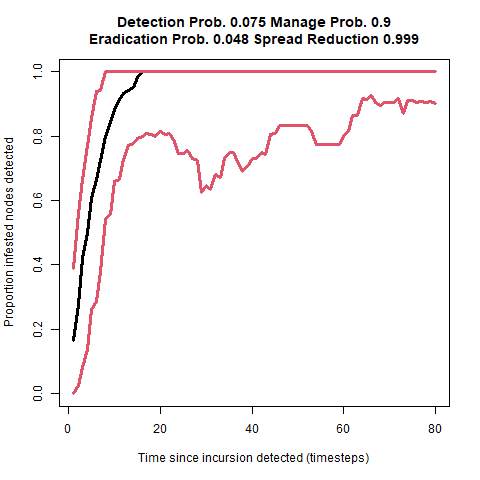 Detection Prob. 0.075 Manage Prob. 0.9
Eradication Prob. 0.048 Spread Reduction 0.999
Proportion infested nodes detected
1.0
0.8
0.6
0.4
0.2
0.0
0 20 40 60 80
Time since incursion detected (timesteps)